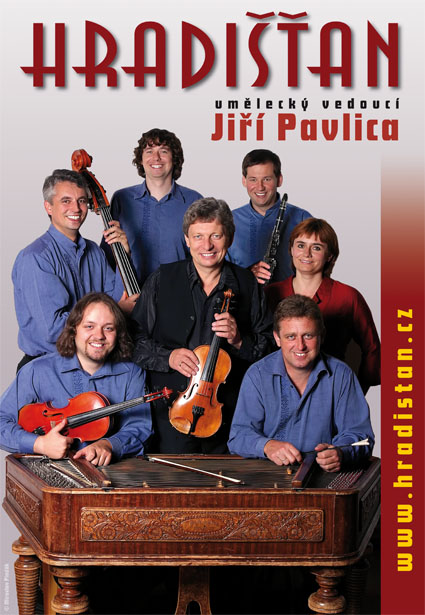 HRADIŠŤAN
umělecký vedoucí
Jiří Pavlica
www.hradistan.cz